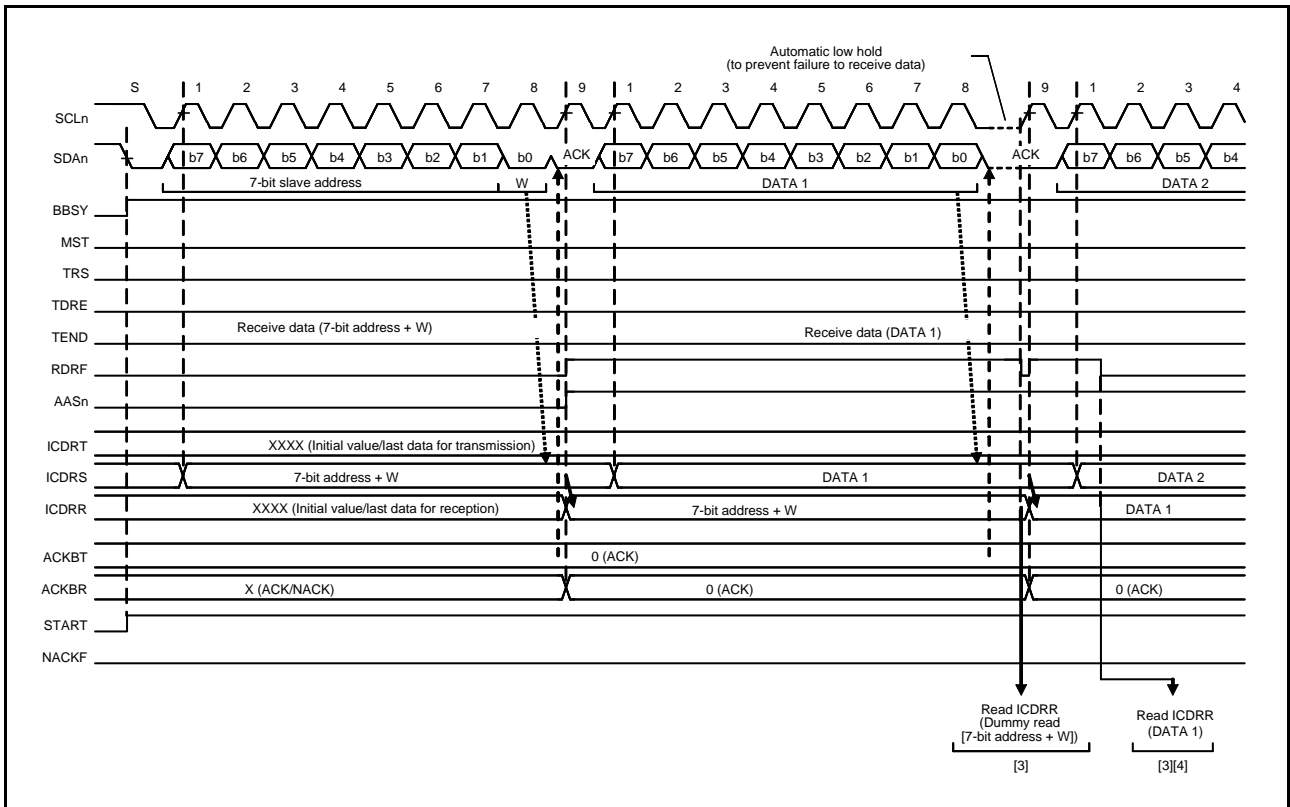 Automatic low hold
(to prevent failure to receive data)
S 1 2 3 4 5 6 7 8 9 1 2 3 4 5 6 7 8 9 1 2 3 4
SCLn
SDAn b7 b6 b5 b4 b3 b2 b1 b0 ACK b7 b6 b5 b4 b3 b2 b1 b0 ACK b7 b6 b5 b4
7-bit slave address W DATA 1 DATA 2
BBSY
MST
TRS
TDRE
Receive data (7-bit address + W) Receive data (DATA 1)
TEND
RDRF
AASn
ICDRT XXXX (Initial value/last data for transmission)
ICDRS 7-bit address + W DATA 1 DATA 2
ICDRR XXXX (Initial value/last data for reception) 7-bit address + W DATA 1
ACKBT 0 (ACK)
ACKBR X (ACK/NACK) 0 (ACK) 0 (ACK)
START
NACKF
Read ICDRR
(Dummy read
[7-bit address + W])
[3]
Read ICDRR
(DATA 1)
[3][4]